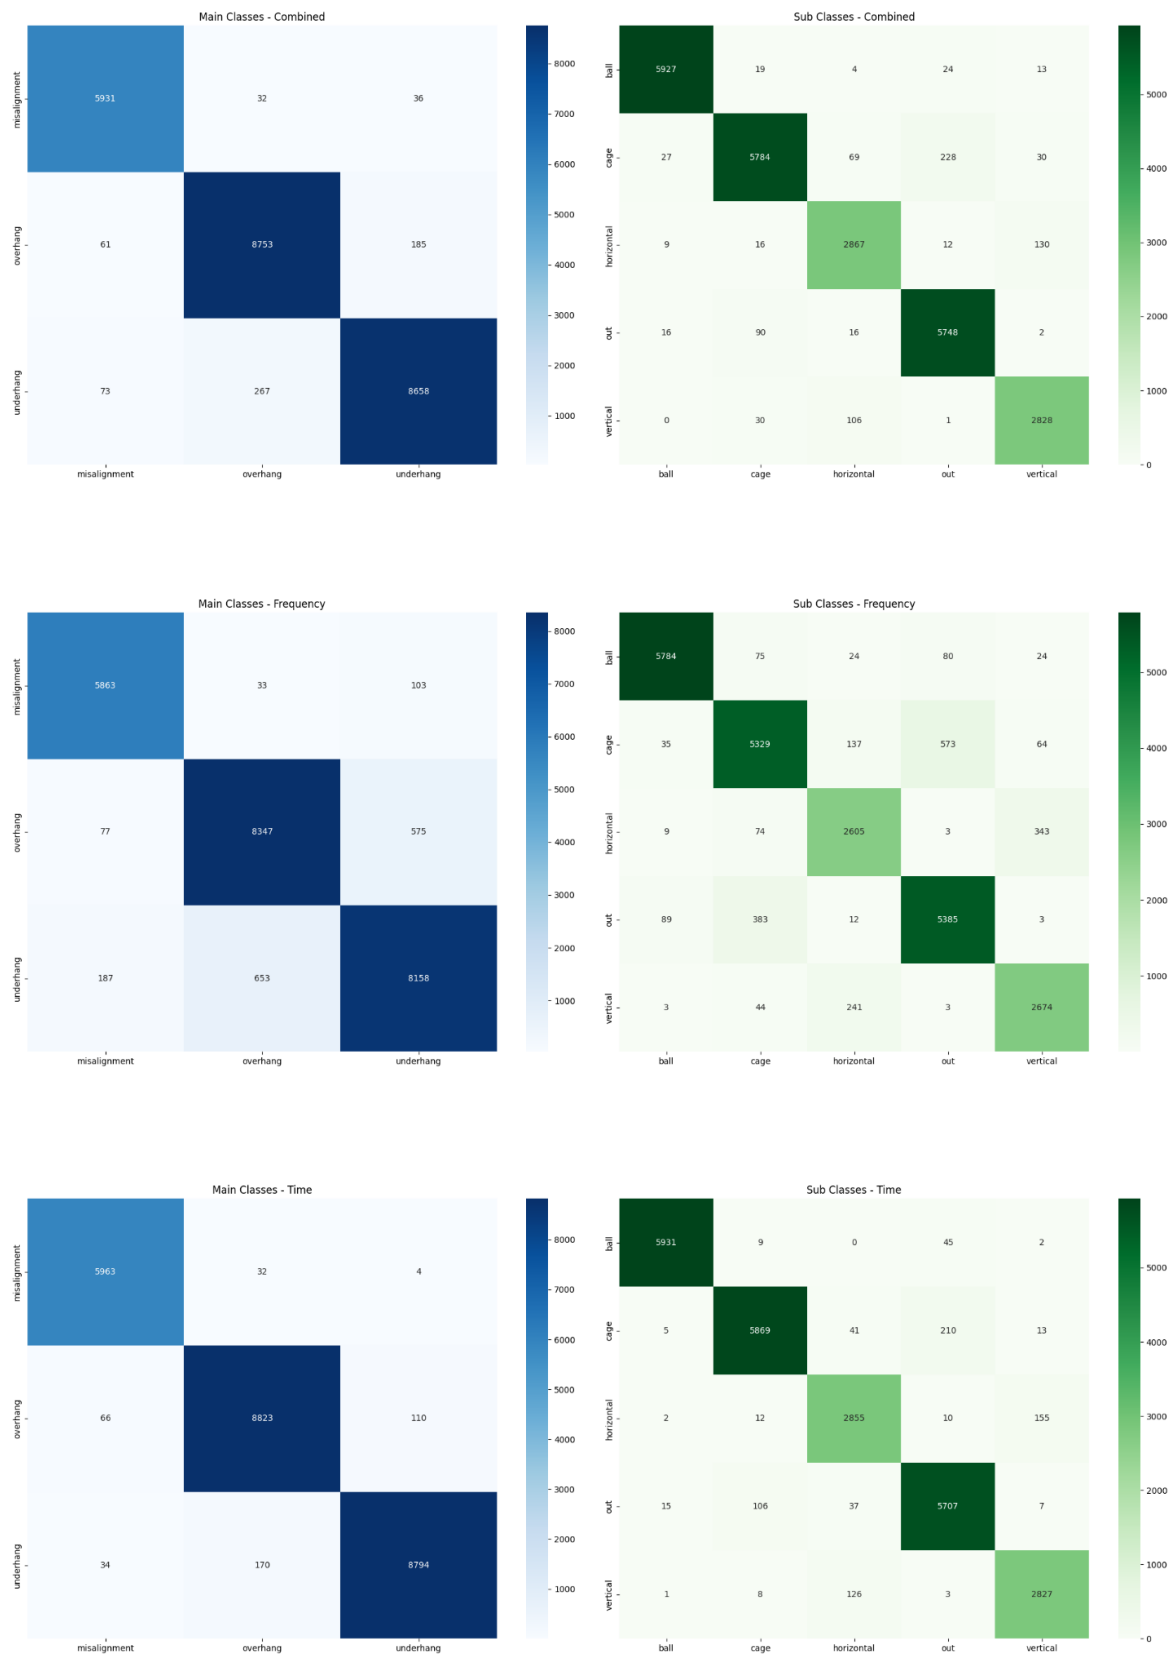 Main Classes - Combined
misalignment 5931 32 36
overhang 61 8753 185
underhang 73 267 8658
misalignment overhang underhang
8000
7000
6000
5000
4000
3000
2000
1000
Sub Classes - Combined
ball 5927 19 4 24 13
cage 27 5784 69 228 30
horizontal 9 16 2867 12 130
out 16 90 16 5748 2
vertical 0 30 106 1 2828
ball cage horizontal out vertical
5000
4000
3000
2000
1000
0
Main Classes - Frequency
misalignment 5863 33 103
overhang 77 8347 575
underhang 187 653 8158
misalignment overhang underhang
8000
7000
6000
5000
4000
3000
2000
1000
Sub Classes - Frequency
ball 5784 75 24 80 24
cage 35 5329 137 573 64
horizontal 9 74 2605 3 343
out 89 383 12 5385 3
vertical 3 44 241 3 2674
ball cage horizontal out vertical
5000
4000
3000
2000
1000
Main Classes - Time
misalignment 5963 32 4
overhang 66 8823 110
underhang 34 170 8794
misalignment overhang underhang
8000
7000
6000
5000
4000
3000
2000
1000
Sub Classes - Time
ball 5931 9 0 45 2
cage 5 5869 41 210 13
horizontal 2 12 2855 10 155
out 15 106 37 5707 7
vertical 1 8 126 3 2827
ball cage horizontal out vertical
5000
4000
3000
2000
1000
0